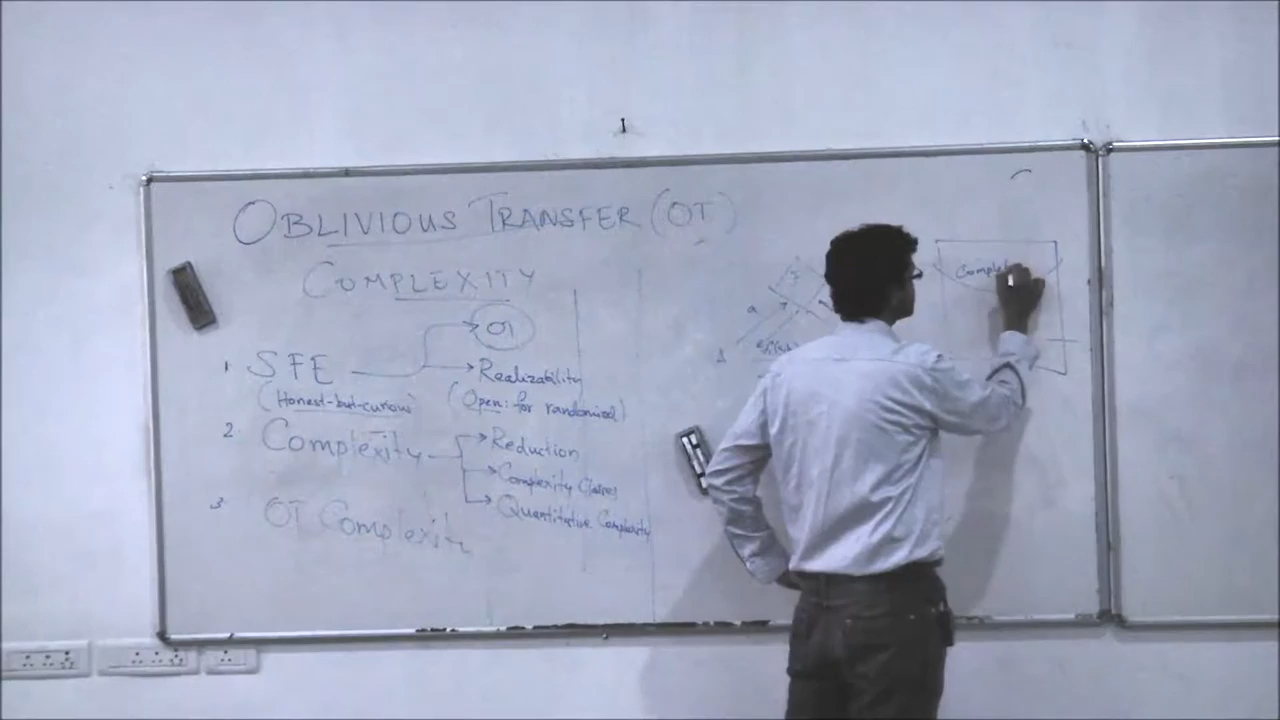 OBLIVIOUS TRANSFER (OT)
COMPLEXITY
OT
1. SFE
Realizability
(Honest-but-curious)
(Open: for randomized)
2. Complexity
Reduction
Complexity Classes
Quantitative Complexity
3. OT Complexity
a
A
f
Comple